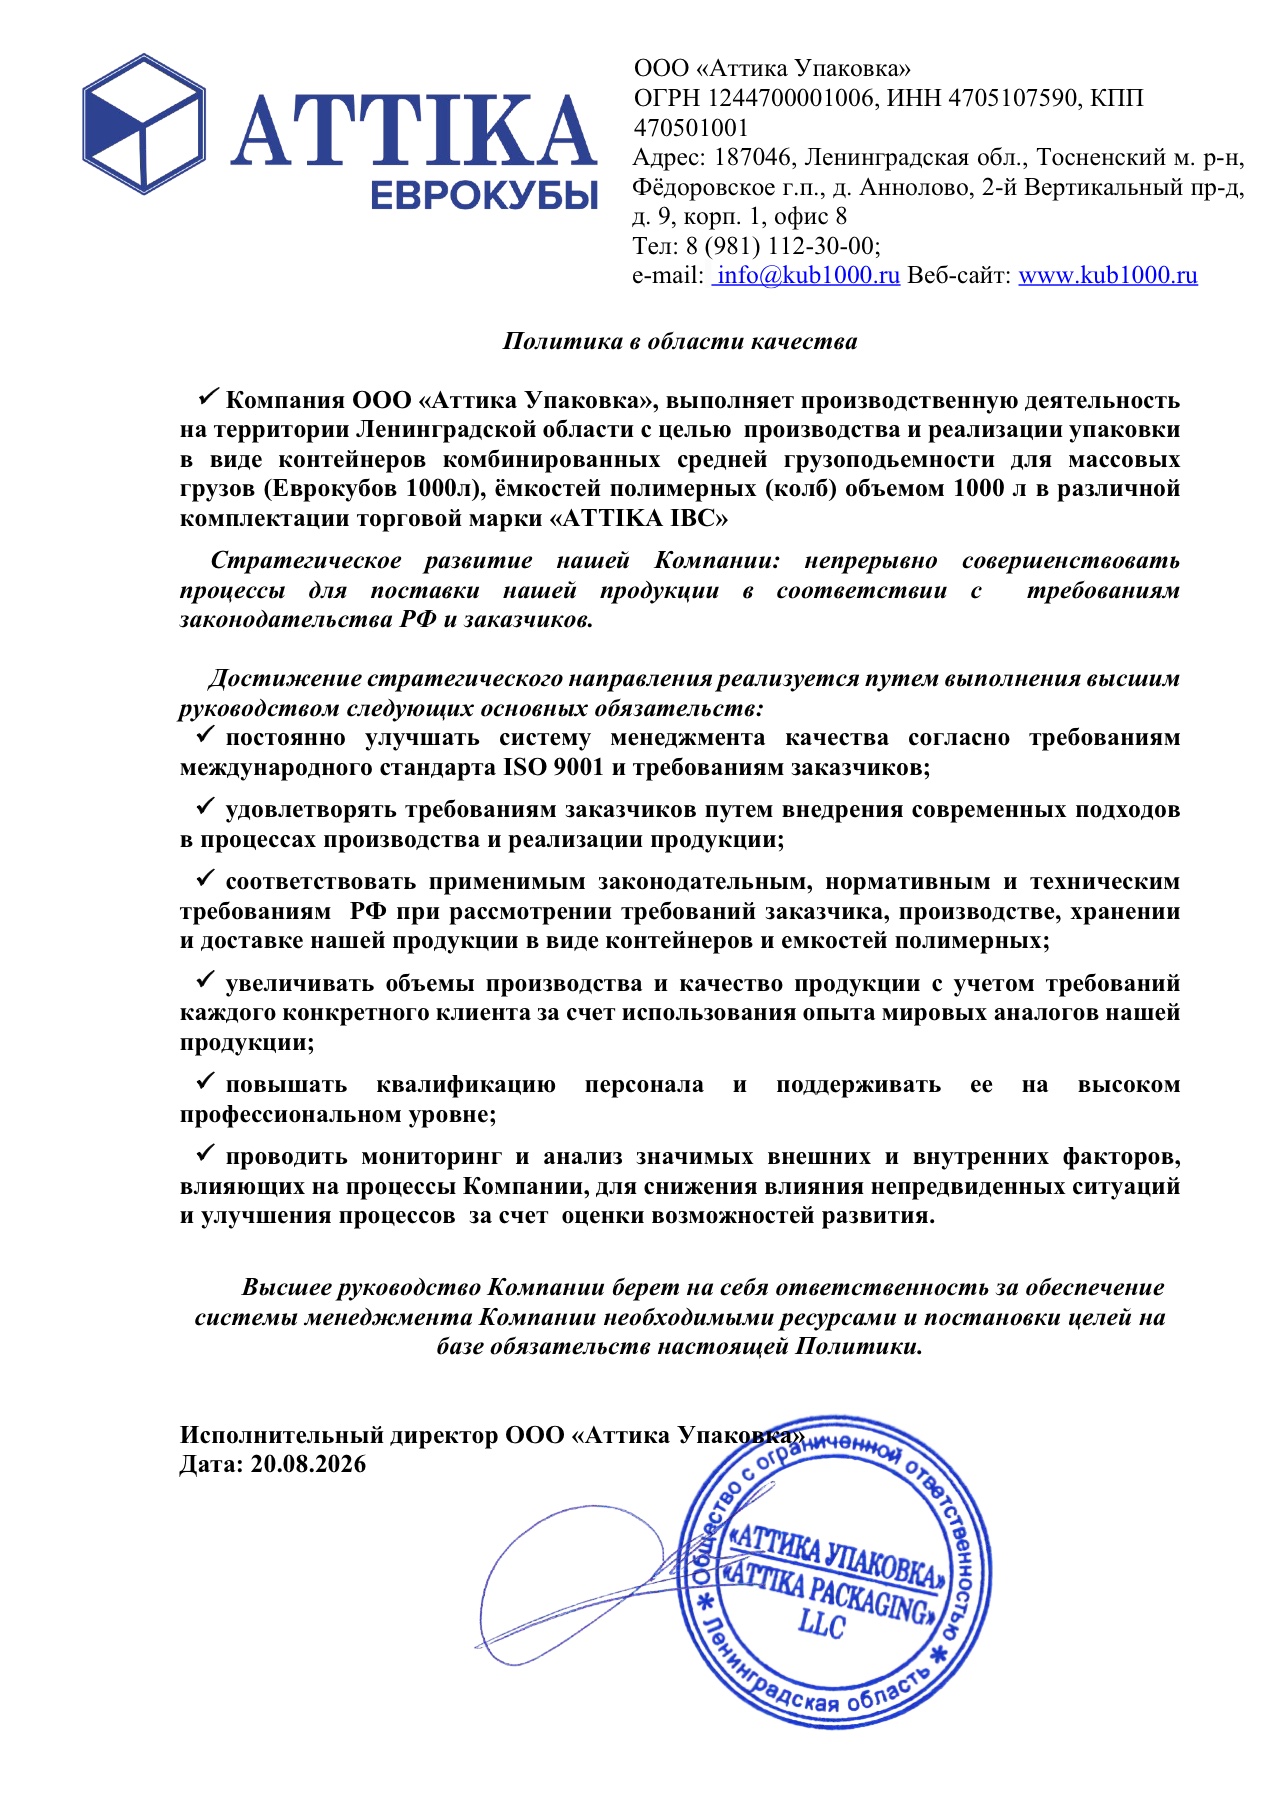 ATTIKA
ЕВРОКУБЫ
ООО «Аттика Упаковка»
ОГРН 1244700001006, ИНН 4705107590, КПП
470501001
Адрес: 187046, Ленинградская обл., Тосненский м. р-н,
Фёдоровское г.п., д. Аннолово, 2-й Вертикальный пр-д,
д. 9, корп. 1, офис 8
Тел: 8 (981) 112-30-00;
e-mail: info@kub1000.ru Веб-сайт: www.kub1000.ru
Политика в области качества
✓ Компания ООО «Аттика Упаковка», выполняет производственную деятельность
на территории Ленинградской области с целью производства и реализации упаковки
в виде контейнеров комбинированных средней грузоподьемности для массовых
грузов (Еврокубов 1000л), ёмкостей полимерных (колб) объемом 1000 л в различной
комплектации торговой марки «ATTIKA IBC»
Стратегическое развитие нашей Компании: непрерывно совершенствовать
процессы для поставки нашей продукции в соответствии с требованиям
законодательства РФ и заказчиков.
Достижение стратегического направления реализуется путем выполнения высшим
руководством следующих основных обязательств:
✓ постоянно улучшать систему менеджмента качества согласно требованиям
международного стандарта ISO 9001 и требованиям заказчиков;
✓ удовлетворять требованиям заказчиков путем внедрения современных подходов
в процессах производства и реализации продукции;
✓ соответствовать применимым законодательным, нормативным и техническим
требованиям РФ при рассмотрении требований заказчика, производстве, хранении
и доставке нашей продукции в виде контейнеров и емкостей полимерных;
✓ увеличивать объемы производства и качество продукции с учетом требований
каждого конкретного клиента за счет использования опыта мировых аналогов нашей
продукции;
✓ повышать квалификацию персонала и поддерживать ее на высоком
профессиональном уровне;
✓ проводить мониторинг и анализ значимых внешних и внутренних факторов,
влияющих на процессы Компании, для снижения влияния непредвиденных ситуаций
и улучшения процессов за счет оценки возможностей развития.
Высшее руководство Компании берет на себя ответственность за обеспечение
системы менеджмента Компании необходимыми ресурсами и постановки целей на
базе обязательств настоящей Политики.
Исполнительный директор ООО «Аттика Упаковка»
Дата: 20.08.2026
Общество с ограниченной ответственностью
«АТТИКА УПАКОВКА»
«ATTIKA PACKAGING»
LLC
Ленинградская область